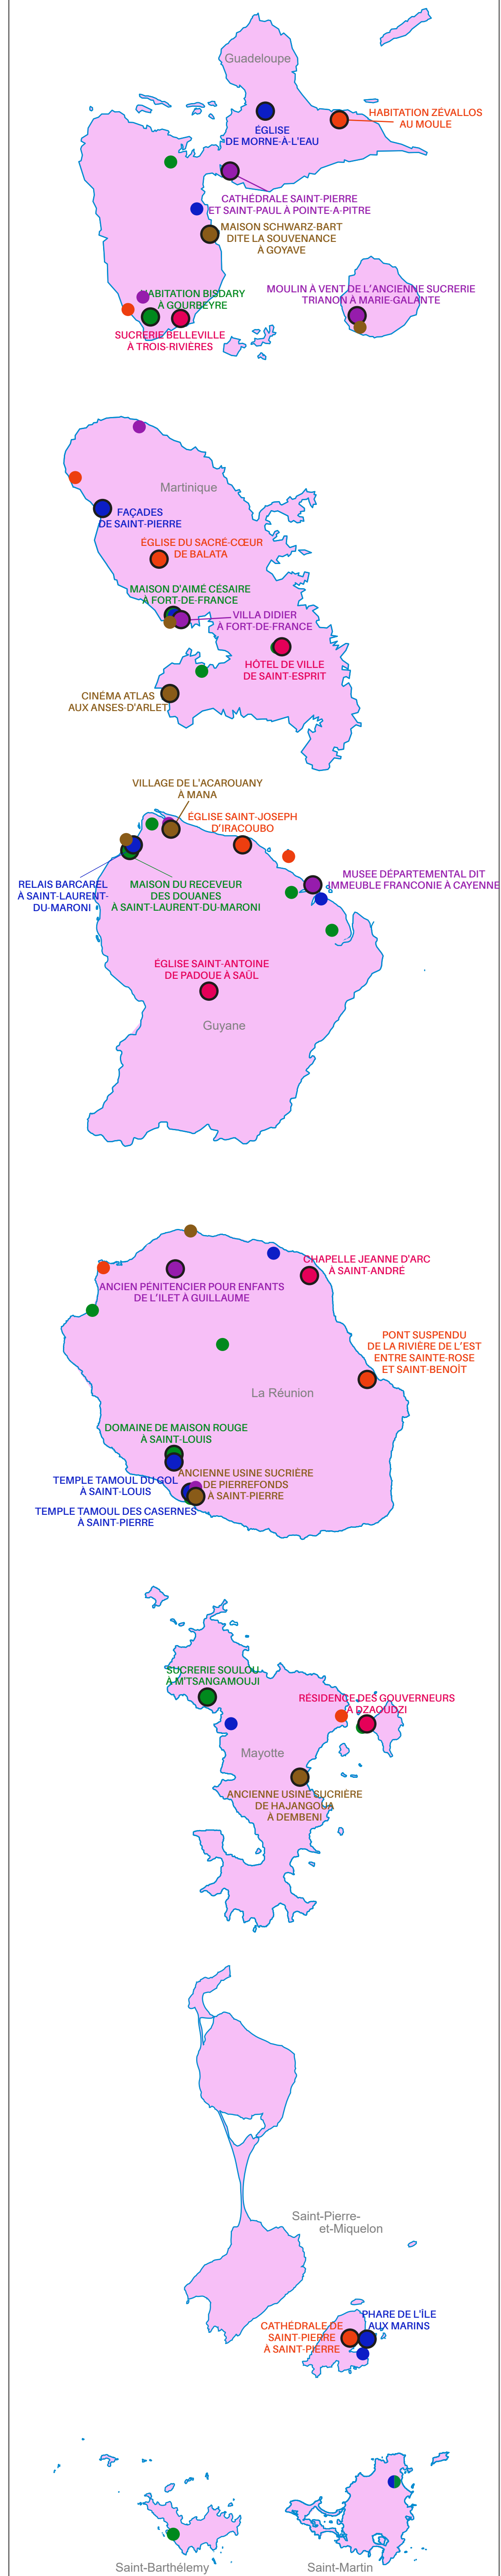 Guadeloupe
HABITATION ZÉVALLOS
AU MOULE
ÉGLISE
DE MORNE-À-L'EAU
CATHÉDRALE SAINT-PIERRE
ET SAINT-PAUL À POINTE-A-PITRE
MAISON SCHWARZ-BART
DITE LA SOUVENANCE
À GOYAVE
MOULIN À VENT DE L'ANCIENNE SUCRERIE
TRIANON À MARIE-GALANTE
HABITATION BISDARY
À GOURBEYRE
SUCRERIE BELLEVILLE
À TROIS-RIVIÈRES
Martinique
FAÇADES
DE SAINT-PIERRE
ÉGLISE DU SACRÉ-CŒUR
DE BALATA
MAISON D'AIMÉ CÉSAIRE
À FORT-DE-FRANCE
VILLA DIDIER
À FORT-DE-FRANCE
HÔTEL DE VILLE
DE SAINT-ESPRIT
CINÉMA ATLAS
AUX ANSES-D'ARLET
VILLAGE DE L'ACAROUANY
À MANA
ÉGLISE SAINT-JOSEPH
D'IRACOUBO
RELAIS BARCAREL
À SAINT-LAURENT-
DU-MARONI
MAISON DU RECEVEUR
DES DOUANES
À SAINT-LAURENT-DU-MARONI
MUSEE DÉPARTEMENTAL DIT
IMMEUBLE FRANCONIE À CAYENNE
ÉGLISE SAINT-ANTOINE
DE PADOUE À SAÜL
Guyane
CHAPELLE JEANNE D'ARC
À SAINT-ANDRÉ
ANCIEN PÉNITENCIER POUR ENFANTS
DE L'ILET À GUILLAUME
PONT SUSPENDU
DE LA RIVIÈRE DE L'EST
ENTRE SAINTE-ROSE
ET SAINT-BENOÎT
La Réunion
DOMAINE DE MAISON ROUGE
À SAINT-LOUIS
TEMPLE TAMOUL DU GOL
À SAINT-LOUIS
ANCIENNE USINE SUCRIÈRE
DE PIERREFONDS
À SAINT-PIERRE
TEMPLE TAMOUL DES CASERNES
À SAINT-PIERRE
SUCRERIE SOULOU
À M'TSANGAMOUJI
RÉSIDENCE DES GOUVERNEURS
À DZAOUDZI
Mayotte
ANCIENNE USINE SUCRIÈRE
DE HAJANGOUA
À DEMBENI
Saint-Pierre-
et-Miquelon
PHARE DE L'ÎLE
AUX MARINS
CATHÉDRALE DE
SAINT-PIERRE
À SAINT-PIERRE
Saint-Barthélemy
Saint-Martin